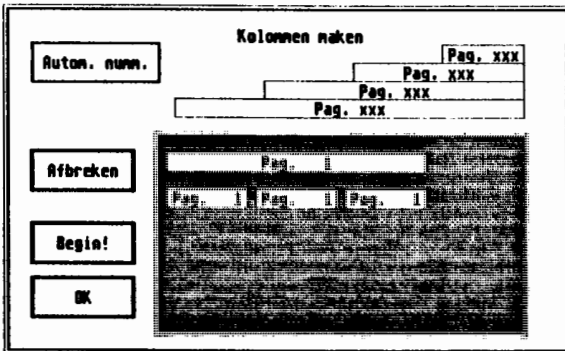 Kolommen maken
Autom. numm.
Pag. xxx
Pag. xxx
Pag. xxx
Pag. xxx
Afbreken
Pag. 1
Pag. 1 Pag. 1 Pag. 1
Begin!
OK